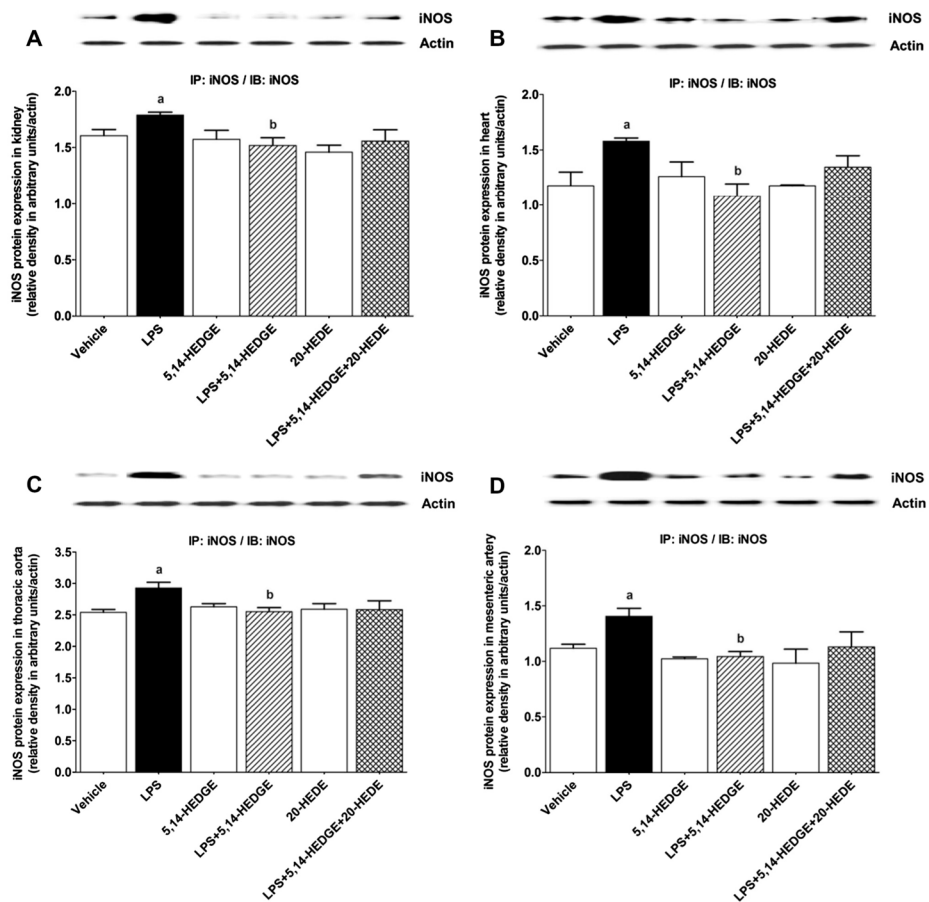 A
iNOS
Actin
IP: iNOS / IB: iNOS
iNOS protein expression in kidney
(relative density in arbitrary units/actin)
2.0
1.5
1.0
0.5
0.0
a
b
Vehicle
LPS
5,14-HEDGE
LPS+5,14-HEDGE
20-HEDE
LPS+5,14-HEDGE+20-HEDE
B
iNOS
Actin
IP: iNOS / IB: iNOS
iNOS protein expression in heart
(relative density in arbitrary units/actin)
2.0
1.5
1.0
0.5
0.0
a
b
Vehicle
LPS
5,14-HEDGE
LPS+5,14-HEDGE
20-HEDE
LPS+5,14-HEDGE+20-HEDE
C
iNOS
Actin
IP: iNOS / IB: iNOS
iNOS protein expression in thoracic aorta
(relative density in arbitrary units/actin)
3.5
3.0
2.5
2.0
1.5
1.0
0.5
0.0
a
b
Vehicle
LPS
5,14-HEDGE
LPS+5,14-HEDGE
20-HEDE
LPS+5,14-HEDGE+20-HEDE
D
iNOS
Actin
IP: iNOS / IB: iNOS
iNOS protein expression in mesenteric artery
(relative density in arbitrary units/actin)
2.0
1.5
1.0
0.5
0.0
a
b
Vehicle
LPS
5,14-HEDGE
LPS+5,14-HEDGE
20-HEDE
LPS+5,14-HEDGE+20-HEDE